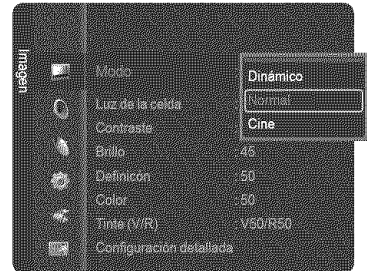 Imagen
Modo
Dinámico
Normal
Cine
Luz de la celda
Contraste
Brillo : 45
Definicón : 50
Color : 50
Tinte (V/R) : V50/R50
Configuración detallada